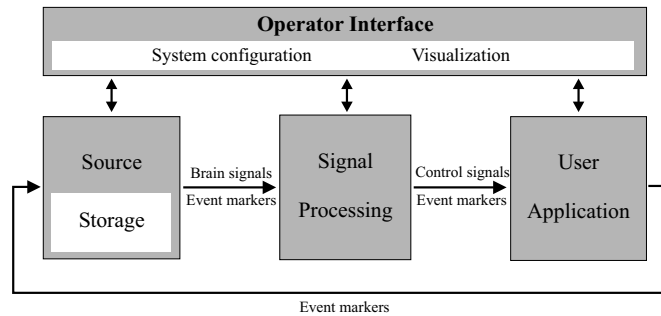 Operator Interface
System configuration Visualization
Source
Storage
Brain signals
Event markers
Signal
Processing
Control signals
Event markers
User
Application
Event markers